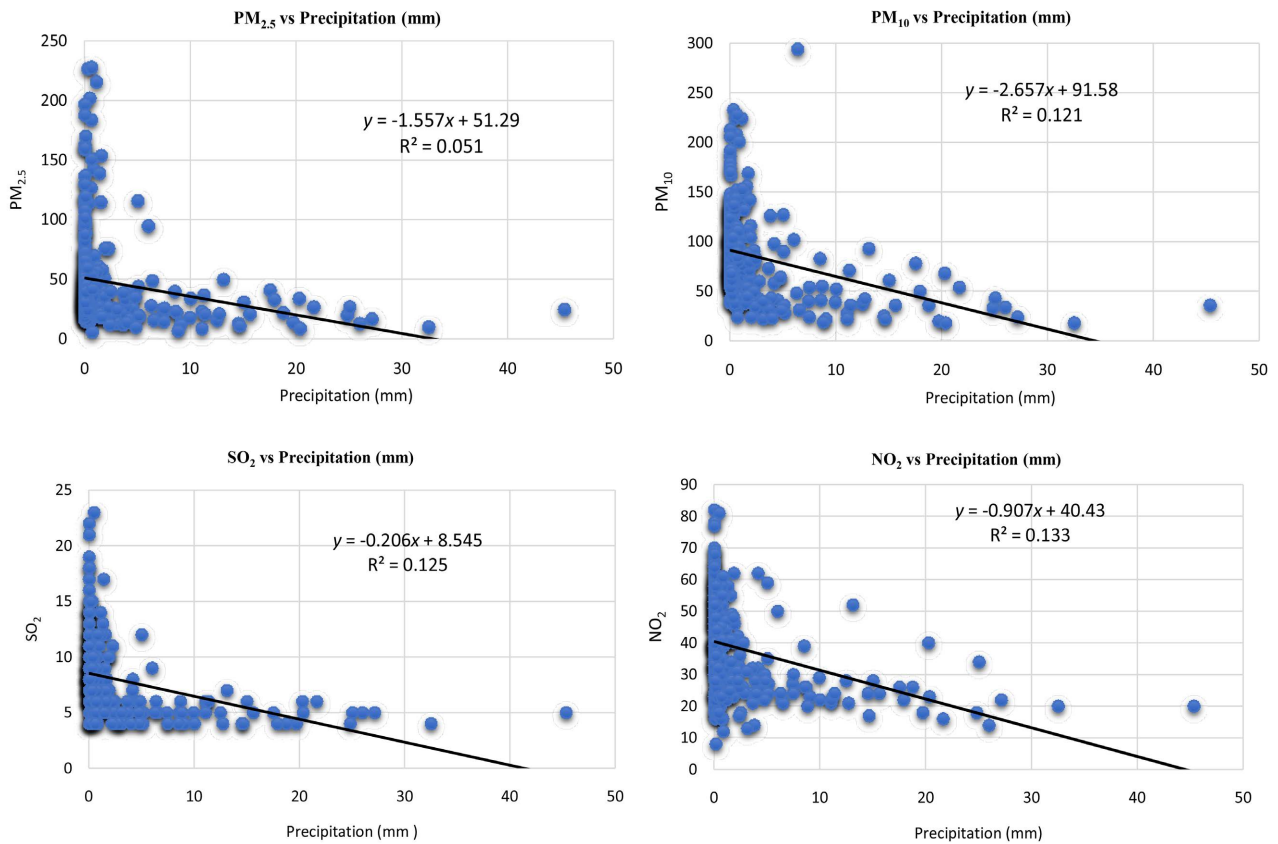 PM2.5 vs Precipitation (mm)
250
200
150
100
50
0
PM2.5
y = -1.557x + 51.29
R² = 0.051
0 10 20 30 40 50
Precipitation (mm)
PM10 vs Precipitation (mm)
300
250
200
150
100
50
0
PM10
y = -2.657x + 91.58
R² = 0.121
0 10 20 30 40 50
Precipitation (mm)
SO2 vs Precipitation (mm)
25
20
15
10
5
0
SO2
y = -0.206x + 8.545
R² = 0.125
0 10 20 30 40 50
Precipitation (mm )
NO2 vs Precipitation (mm)
90
80
70
60
50
40
30
20
10
0
NO2
y = -0.907x + 40.43
R² = 0.133
0 10 20 30 40 50
Precipitation (mm)